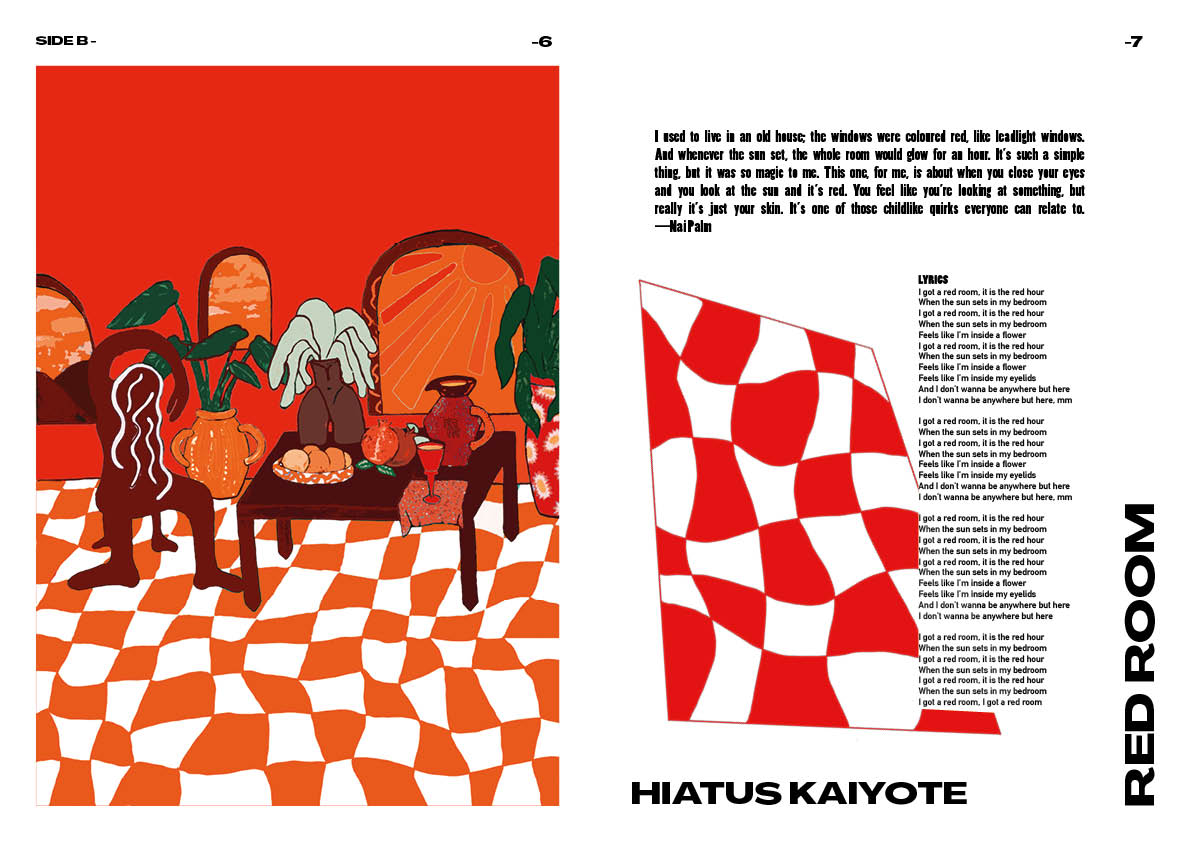 SIDE B -
-6
-7
I used to live in an old house; the windows were coloured red, like leadlight windows.
And whenever the sun set, the whole room would glow for an hour. It's such a simple
thing, but it was so magic to me. This one, for me, is about when you close your eyes
and you look at the sun and it's red. You feel like you're looking at something, but
really it's just your skin. It's one of those childlike quirks everyone can relate to.
—Nai Palm
LYRICS
I got a red room, it is the red hour
When the sun sets in my bedroom
I got a red room, it is the red hour
When the sun sets in my bedroom
Feels like I'm inside a flower
I got a red room, it is the red hour
When the sun sets in my bedroom
Feels like I'm inside a flower
Feels like I'm inside my eyelids
And I don't wanna be anywhere but here
I don't wanna be anywhere but here, mm
I got a red room, it is the red hour
When the sun sets in my bedroom
I got a red room, it is the red hour
When the sun sets in my bedroom
Feels like I'm inside a flower
Feels like I'm inside my eyelids
And I don't wanna be anywhere but here
I don't wanna be anywhere but here, mm
I got a red room, it is the red hour
When the sun sets in my bedroom
I got a red room, it is the red hour
When the sun sets in my bedroom
I got a red room, it is the red hour
When the sun sets in my bedroom
Feels like I'm inside a flower
Feels like I'm inside my eyelids
And I don't wanna be anywhere but here
I don't wanna be anywhere but here
I got a red room, it is the red hour
When the sun sets in my bedroom
I got a red room, it is the red hour
When the sun sets in my bedroom
I got a red room, it is the red hour
When the sun sets in my bedroom
I got a red room, I got a red room
HIATUS KAIYOTE
RED ROOM